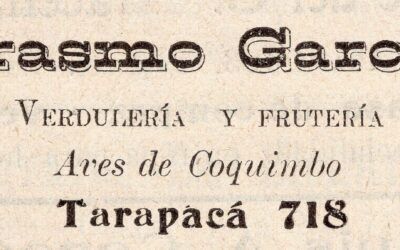 rasmo Garc
VERDULERÍA Y FRUTERÍA
Aves de Coquimbo
Tarapacá 718